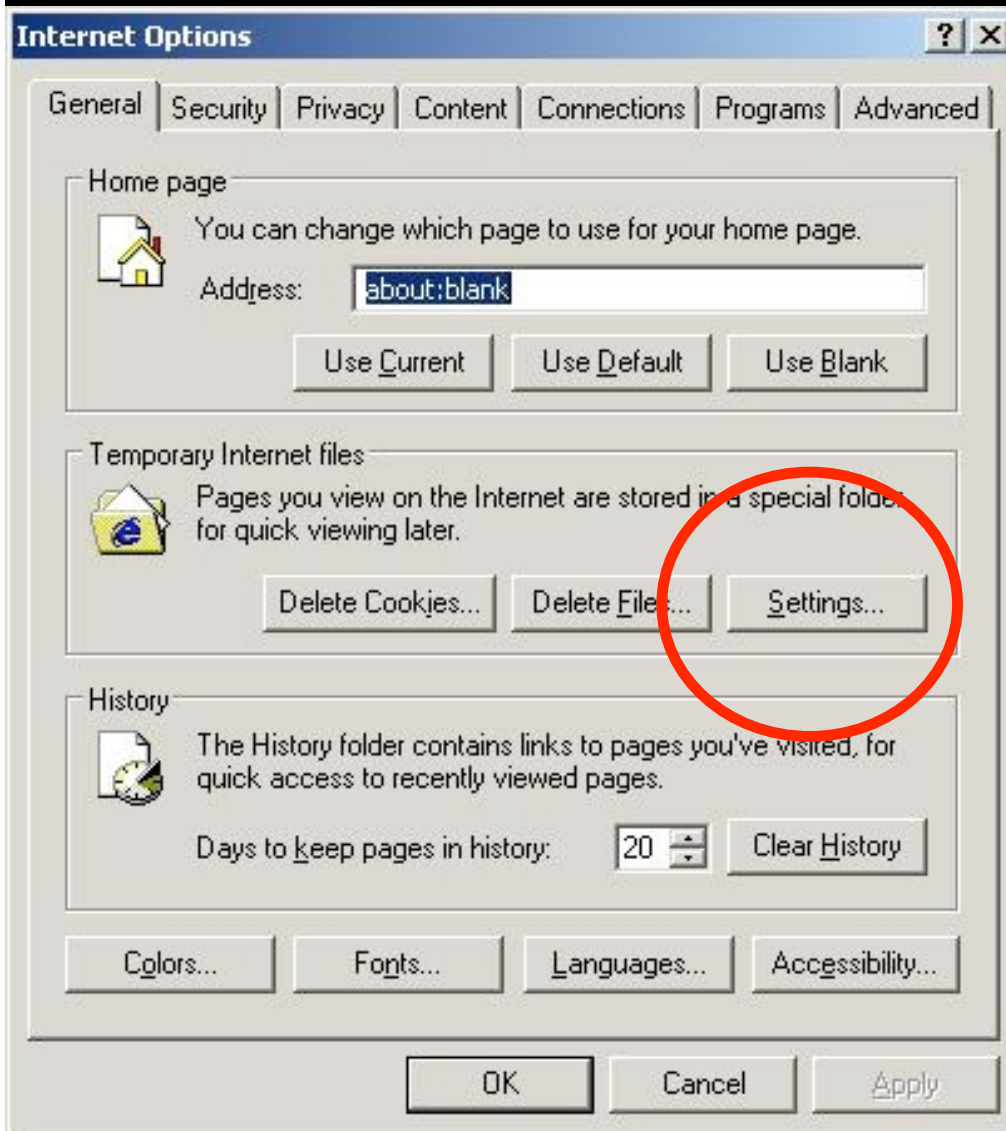 Internet Options
General Security Privacy Content Connections Programs Advanced
Home page
You can change which page to use for your home page.
Address: about:blank
Use Current Use Default Use Blank
Temporary Internet files
Pages you view on the Internet are stored in a special folder
for quick viewing later.
Delete Cookies... Delete Files... Settings...
History
The History folder contains links to pages you've visited, for
quick access to recently viewed pages.
Days to keep pages in history: 20 Clear History
Colors... Fonts... Languages... Accessibility...
OK Cancel Apply